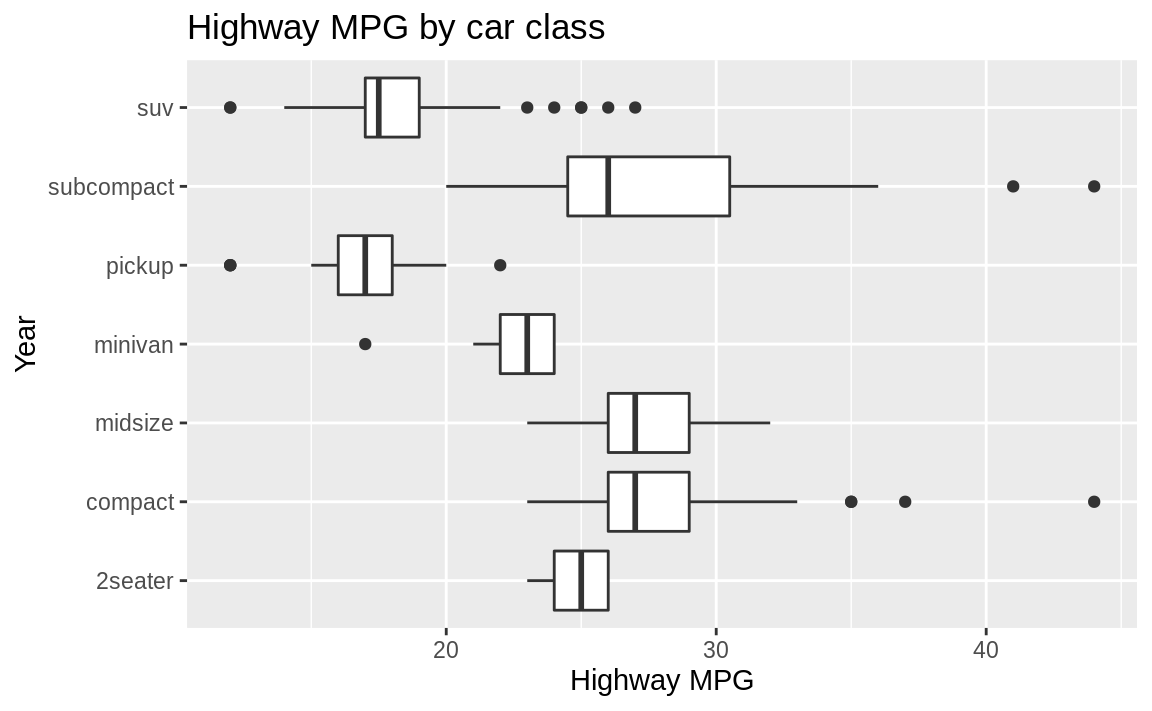 Highway MPG by car class
suv
subcompact
pickup
minivan
midsize
compact
2seater
Year
20 30 40
Highway MPG